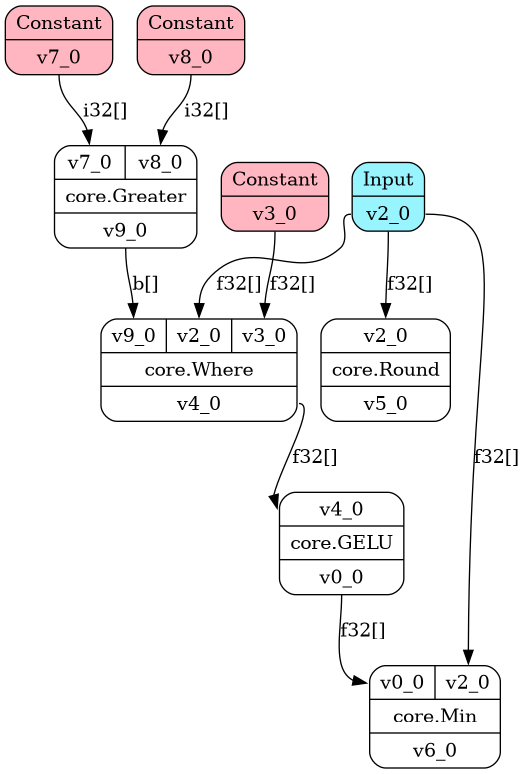 Constant
v7_0
Constant
v8_0
i32[]
i32[]
v7_0 v8_0
core.Greater
v9_0
Constant
v3_0
Input
v2_0
b[]
f32[]
f32[]
f32[]
v9_0 v2_0 v3_0
core.Where
v4_0
v2_0
core.Round
v5_0
f32[]
f32[]
v4_0
core.GELU
v0_0
f32[]
v0_0 v2_0
core.Min
v6_0